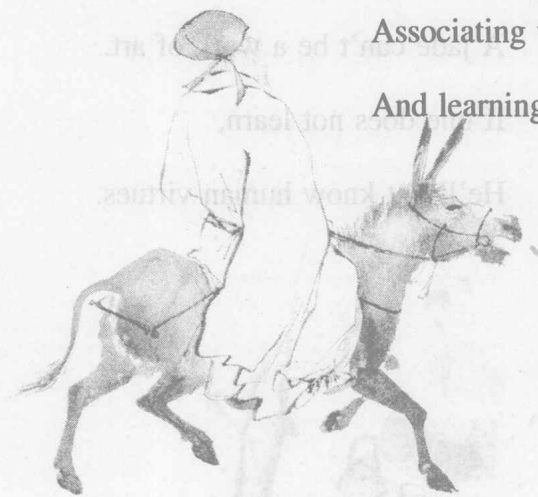 Associating
And learning
A jade can't be a work of art.
If one does not learn,
He'll not know human virtues.